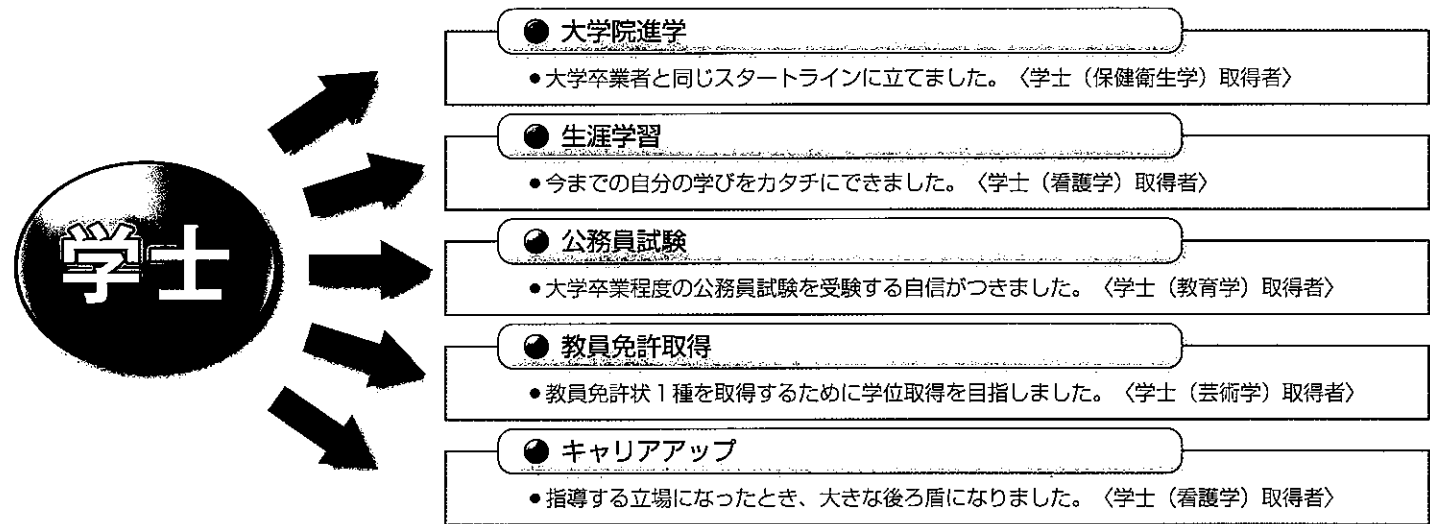 学士
大学院進学
•大学卒業者と同じスタートラインに立てました。〈学士（保健衛生学）取得者〉
生涯学習
•今までの自分の学びをカタチにできました。〈学士（看護学）取得者〉
公務員試験
•大学卒業程度の公務員試験を受験する自信がつきました。〈学士（教育学）取得者〉
教員免許取得
•教員免許状１種を取得するために学位取得を目指しました。〈学士（芸術学）取得者〉
キャリアアップ
•指導する立場になったとき、大きな後ろ盾になりました。〈学士（看護学）取得者〉